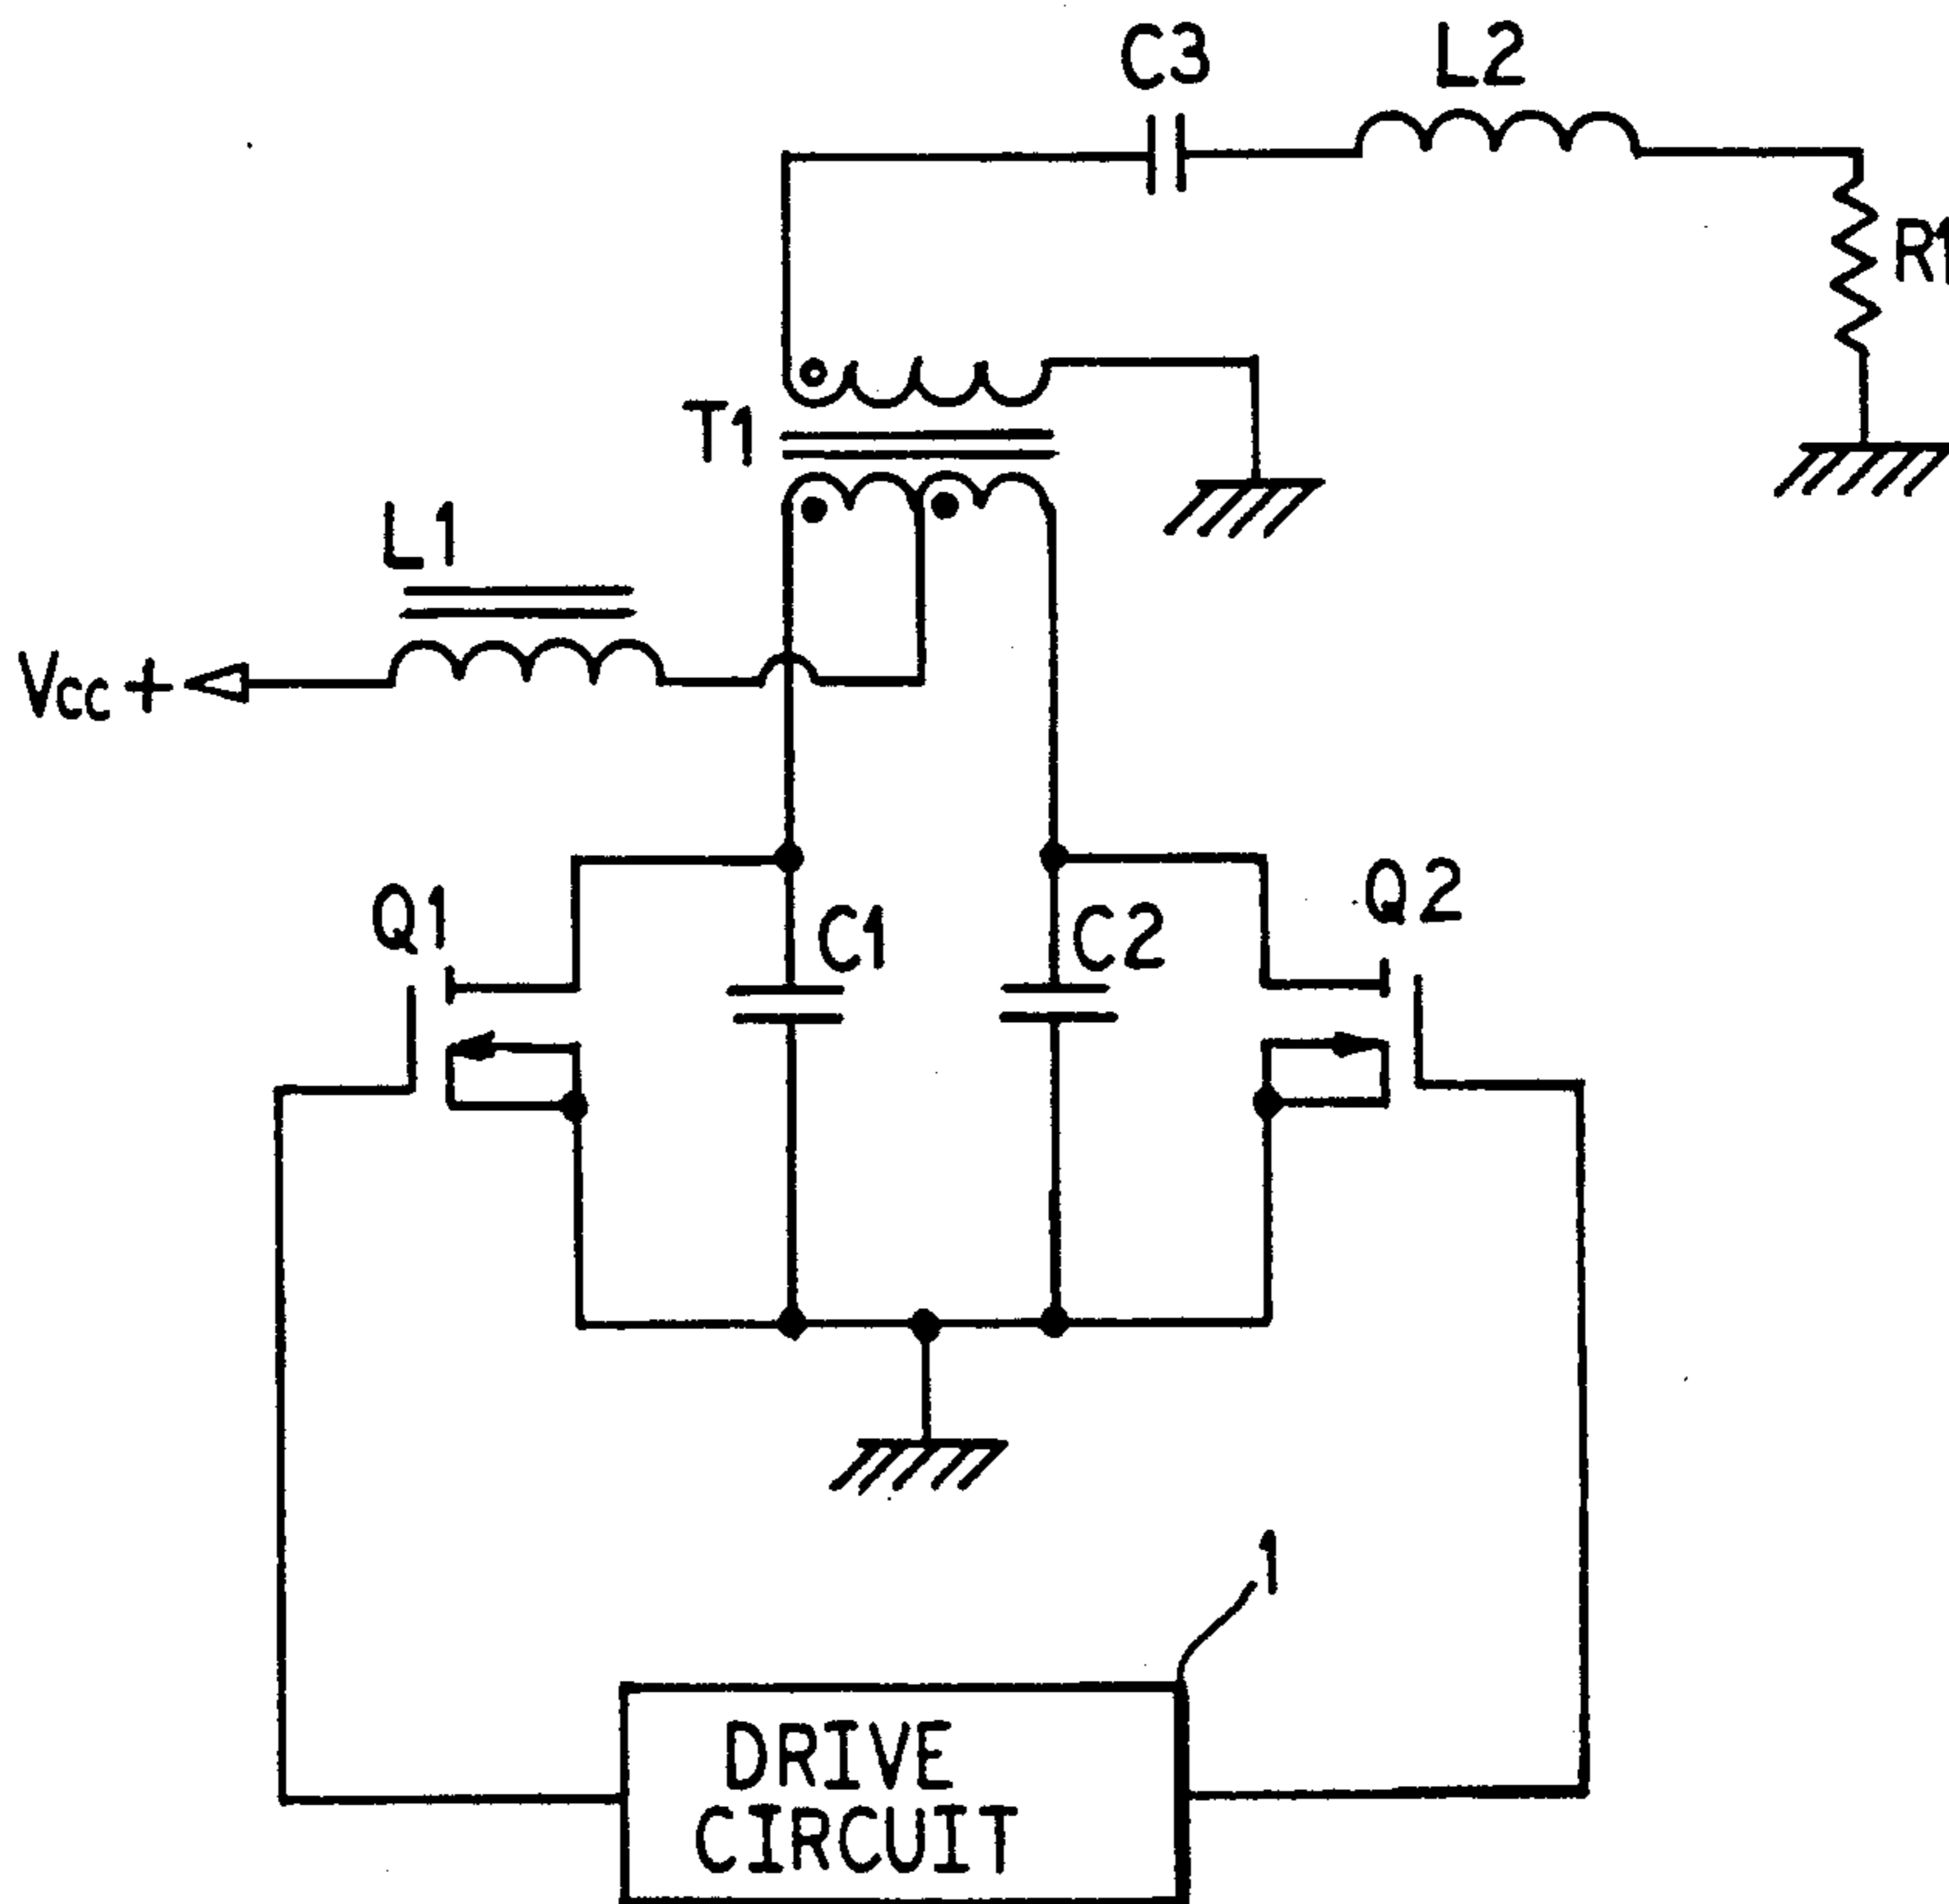 C3
L2
R1
T1
L1
Vcc +
Q1
C1
C2
Q2
1
DRIVE
CIRCUIT